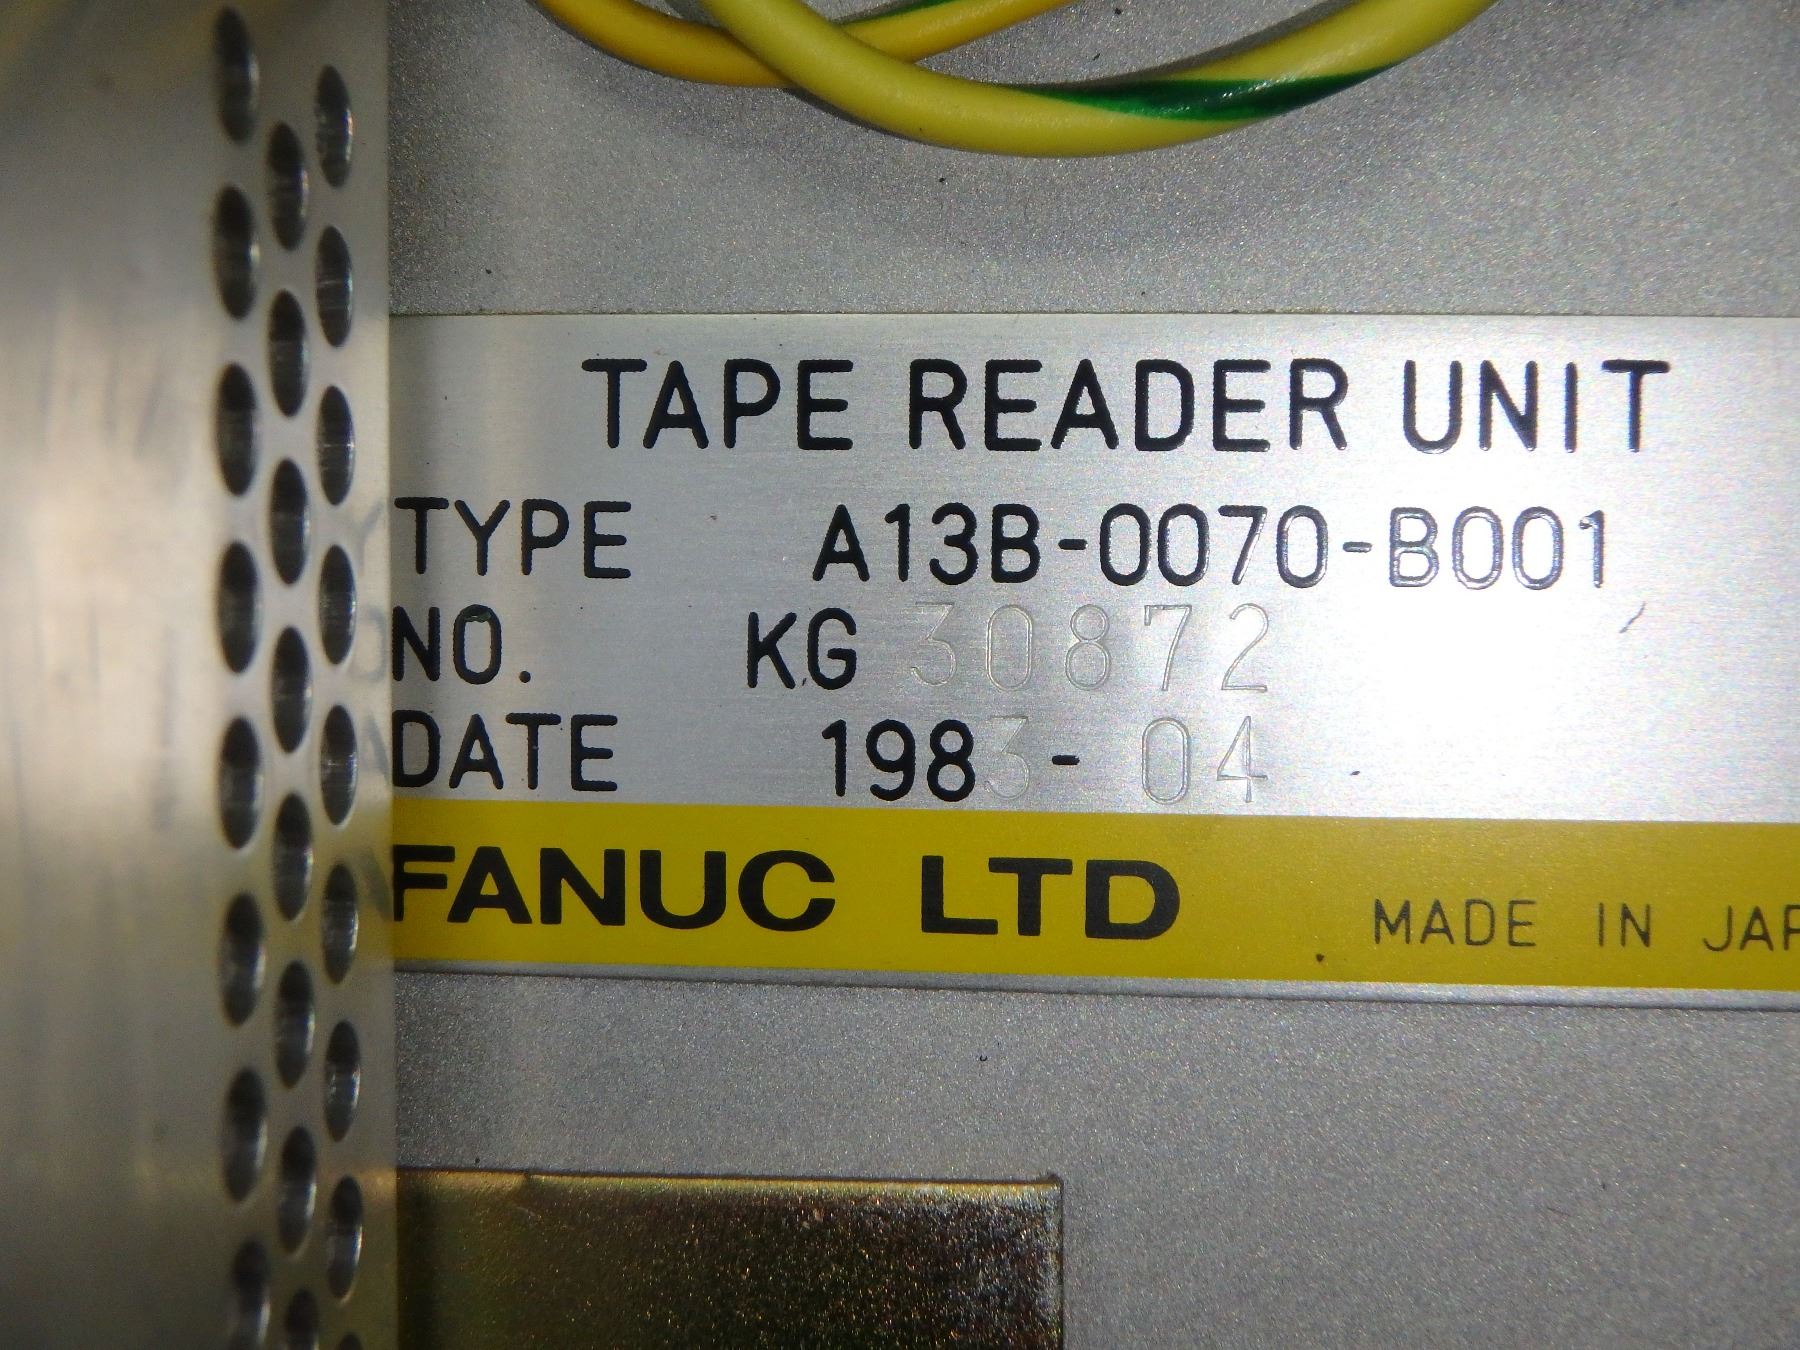 TAPE READER UNIT
TYPE A13B-0070-B001
NO. KG 30872
DATE 1983-04
FANUC LTD MADE IN JAP